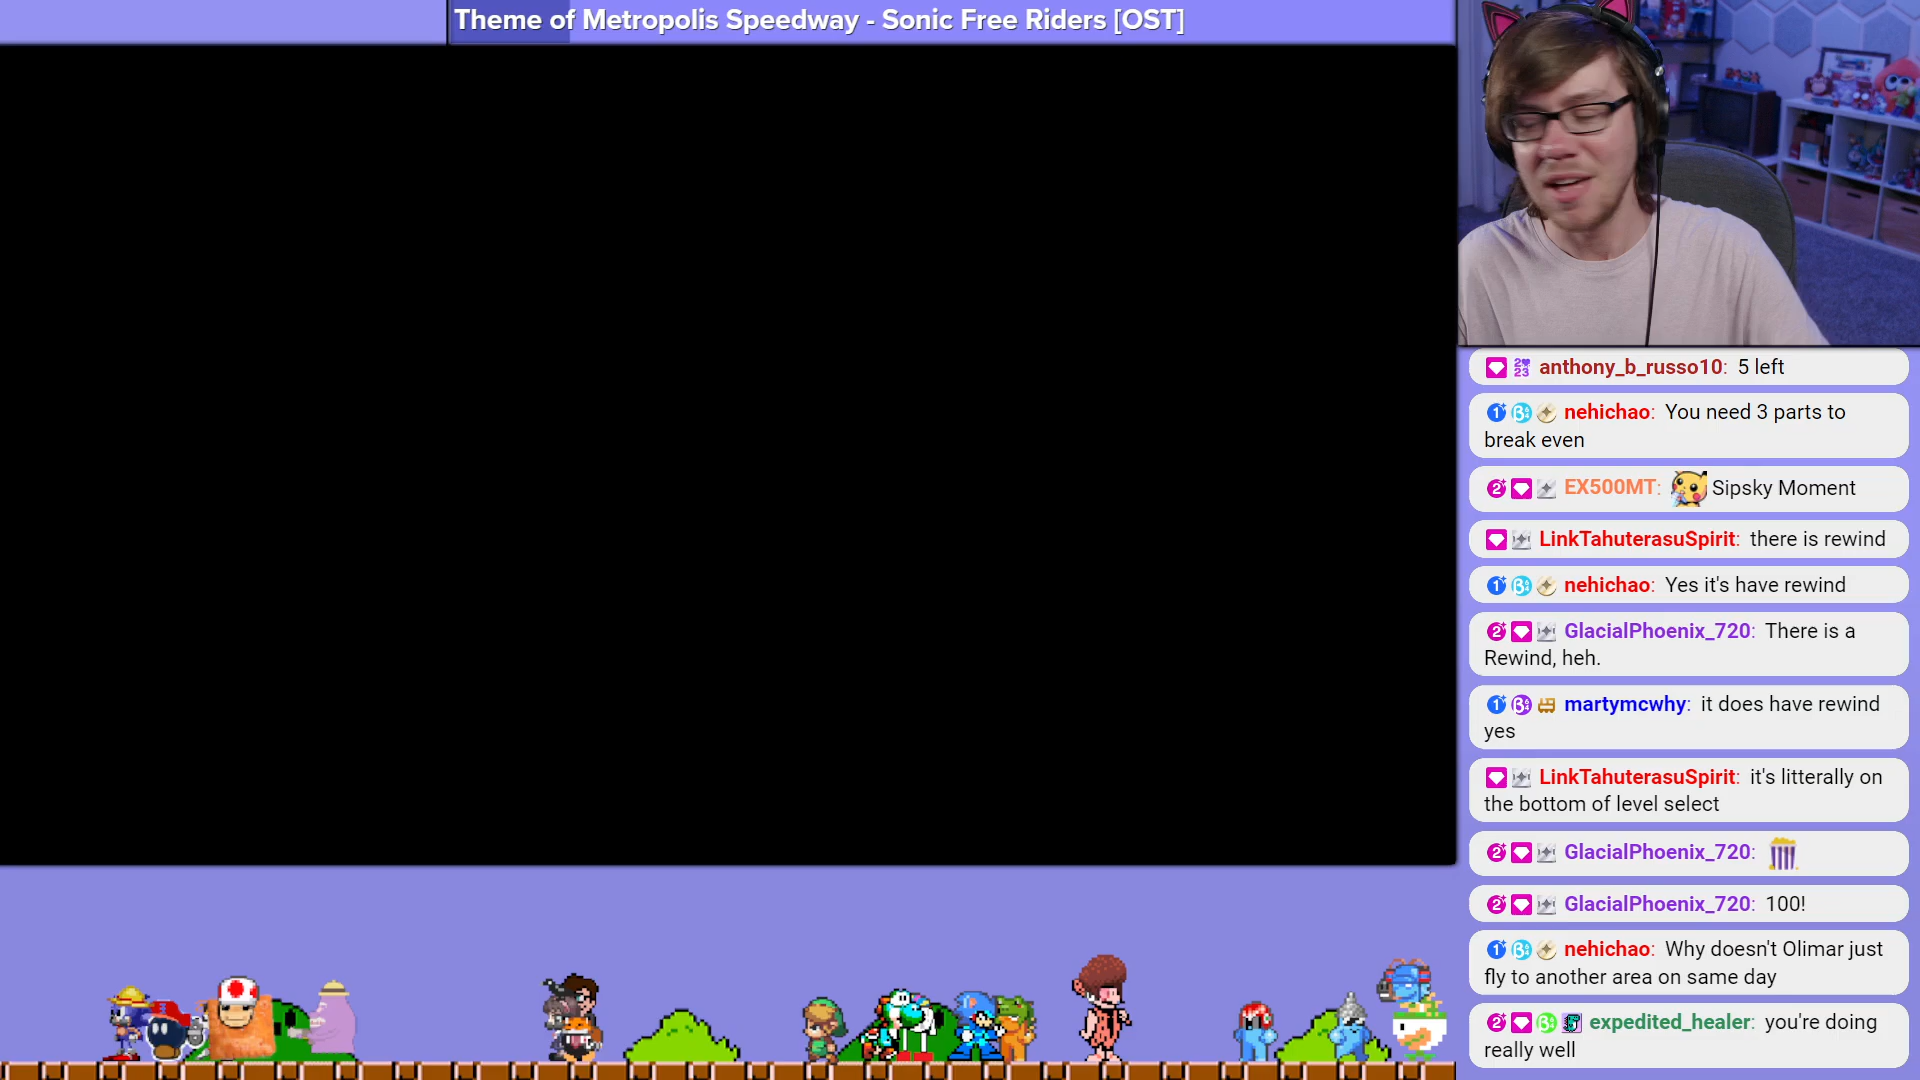 Theme of Metropolis Speedway - Sonic Free Riders [OST]
anthony_b_russo10: 5 left
nehichao: You need 3 parts to
break even
EX500MT: Sipsky Moment
LinkTahuterasuSpirit: there is rewind
nehichao: Yes it's have rewind
GlacialPhoenix_720: There is a
Rewind, heh.
martymcwhy: it does have rewind
yes
LinkTahuterasuSpirit: it's litterally on
the bottom of level select
GlacialPhoenix_720:
GlacialPhoenix_720: 100!
nehichao: Why doesn't Olimar just
fly to another area on same day
expedited_healer: you're doing
really well